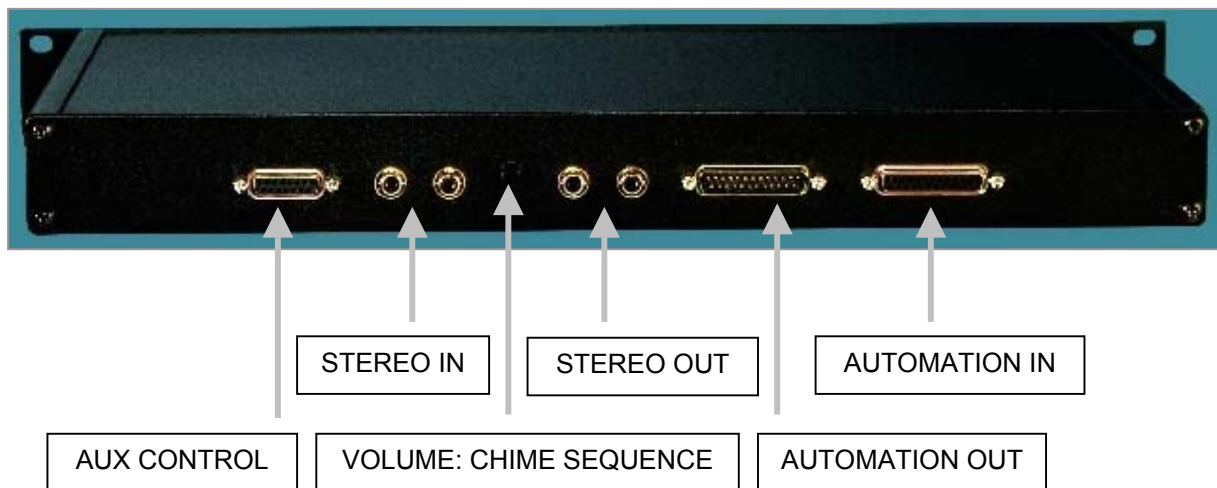 STEREO IN
STEREO OUT
AUTOMATION IN
AUX CONTROL
VOLUME: CHIME SEQUENCE
AUTOMATION OUT